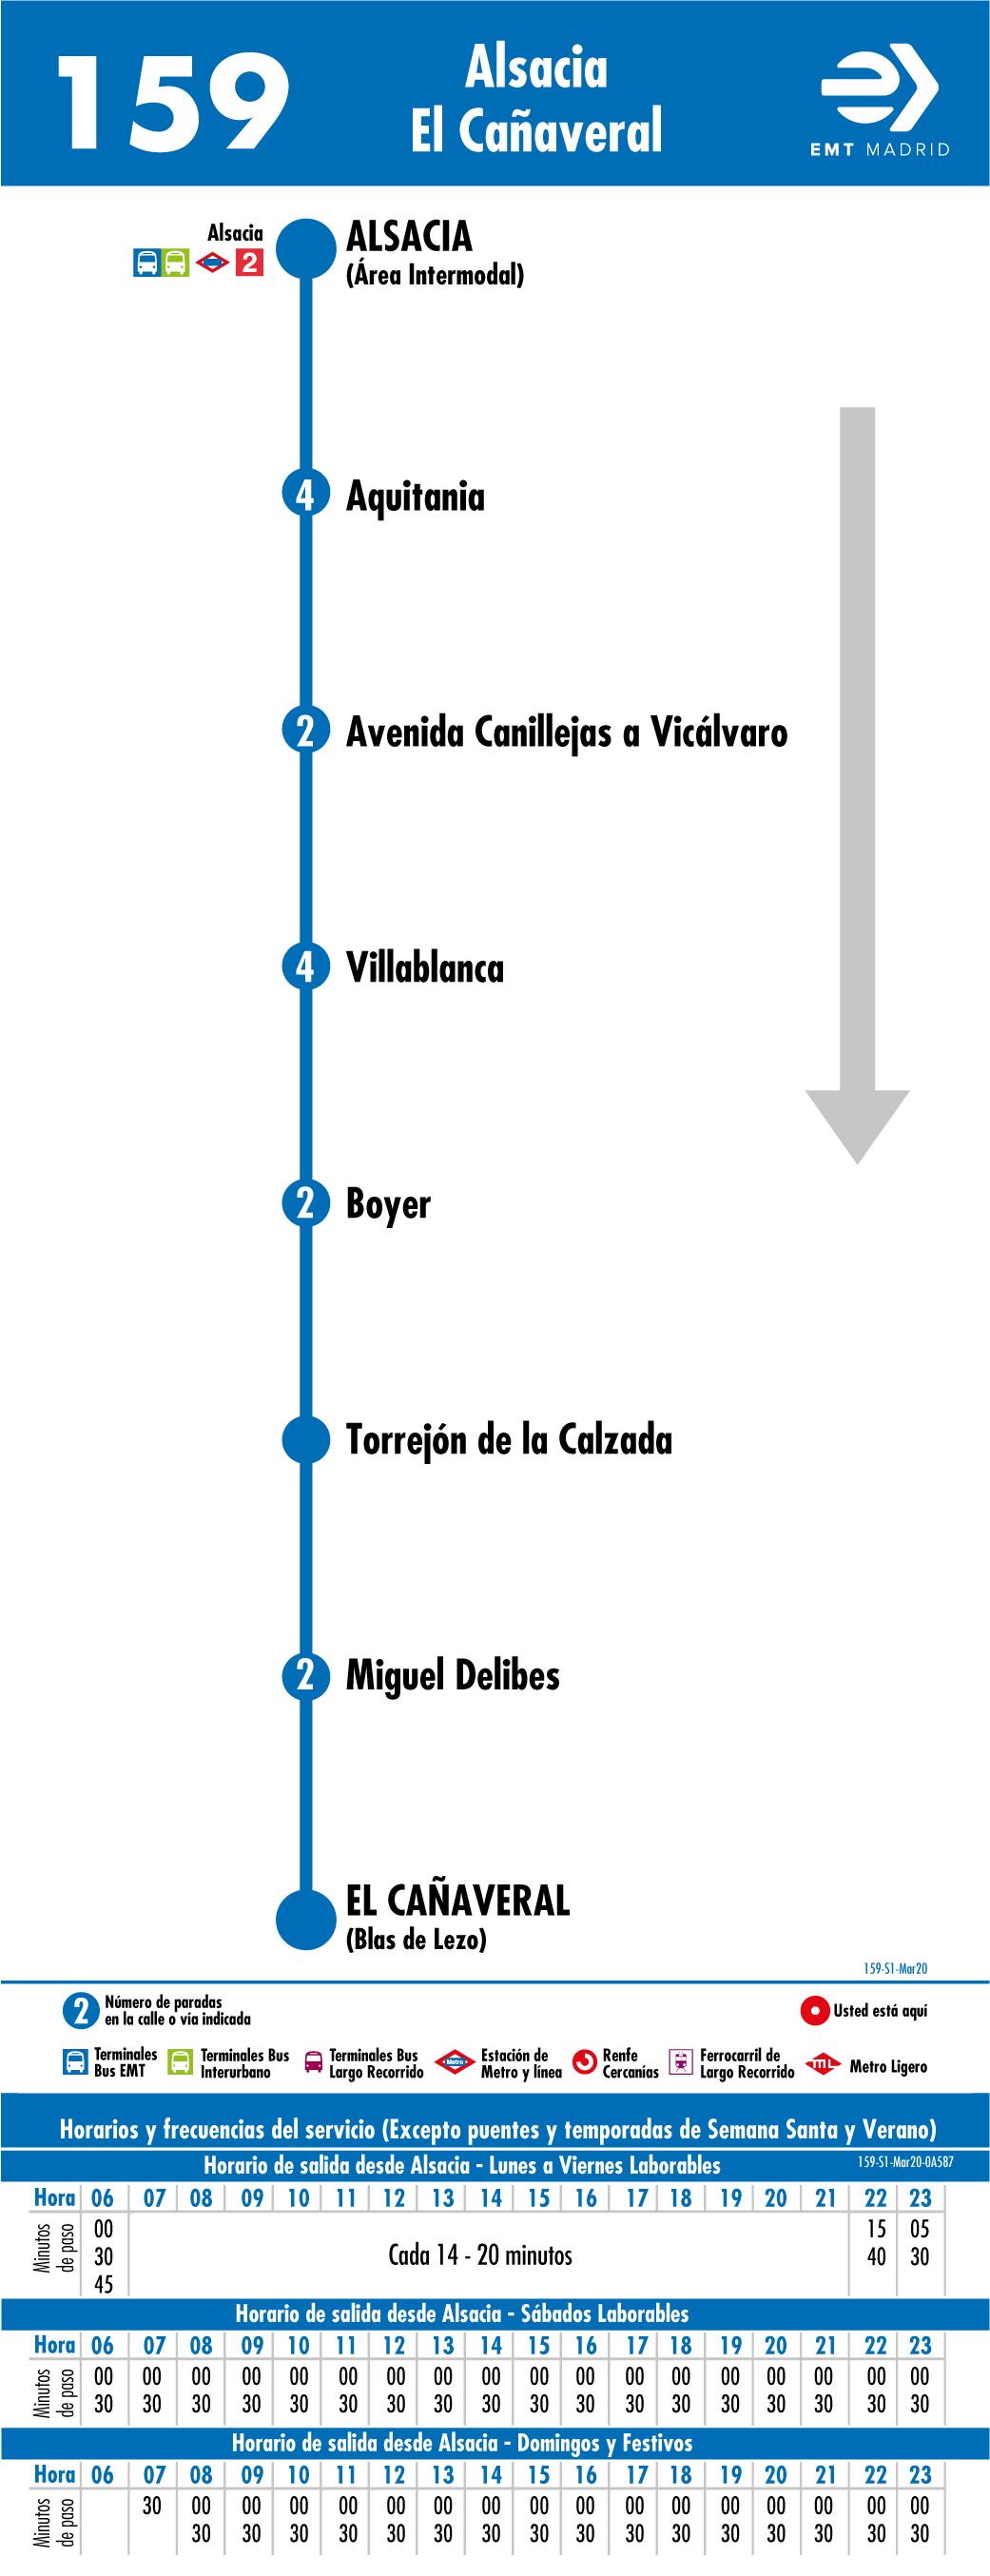 159
Alsacia
El Cañaveral
EMT MADRID
Alsacia
2
ALSACIA
(Área Intermodal)
4 Aquitania
2 Avenida Canillejas a Vicálvaro
4 Villablanca
2 Boyer
Torrejón de la Calzada
2 Miguel Delibes
EL CAÑAVERAL
(Blas de Lezo)
159-S1-Mar20
2 Número de paradas
en la calle o vía indicada
Usted está aquí
Terminales
Bus EMT
Terminales Bus
Interurbano
Terminales Bus
Largo Recorrido
Metro
Estación de
Metro y línea
Renfe
Cercanías
Ferrocarril de
Largo Recorrido
ML
Metro Ligero
Horarios y frecuencias del servicio (Excepto puentes y temporadas de Semana Santa y Verano)
Horario de salida desde Alsacia - Lunes a Viernes Laborables
159-S1-Mar20-0A587
Hora 06 07 08 09 10 11 12 13 14 15 16 17 18 19 20 21 22 23
Minutos
de paso
00 15 05
30 Cada 14 - 20 minutos 40 30
45
Horario de salida desde Alsacia - Sábados Laborables
Hora 06 07 08 09 10 11 12 13 14 15 16 17 18 19 20 21 22 23
Minutos
de paso
00 00 00 00 00 00 00 00 00 00 00 00 00 00 00 00 00 00
30 30 30 30 30 30 30 30 30 30 30 30 30 30 30 30 30 30
Horario de salida desde Alsacia - Domingos y Festivos
Hora 06 07 08 09 10 11 12 13 14 15 16 17 18 19 20 21 22 23
Minutos
de paso
30 00 00 00 00 00 00 00 00 00 00 00 00 00 00 00 00
30 30 30 30 30 30 30 30 30 30 30 30 30 30 30 30